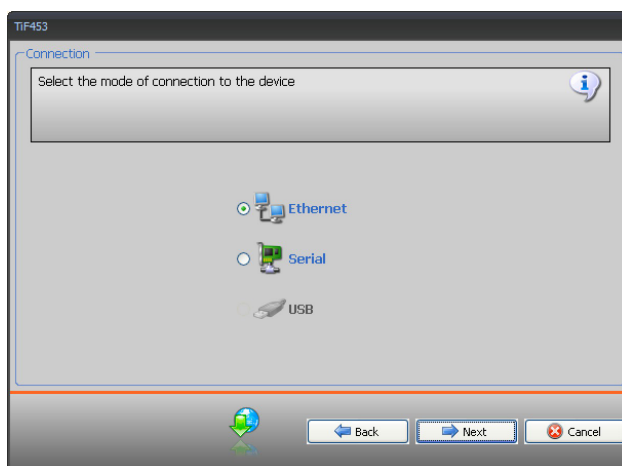 TiF453
Connection
Select the mode of connection to the device
Ethernet
Serial
USB
Back
Next
Cancel